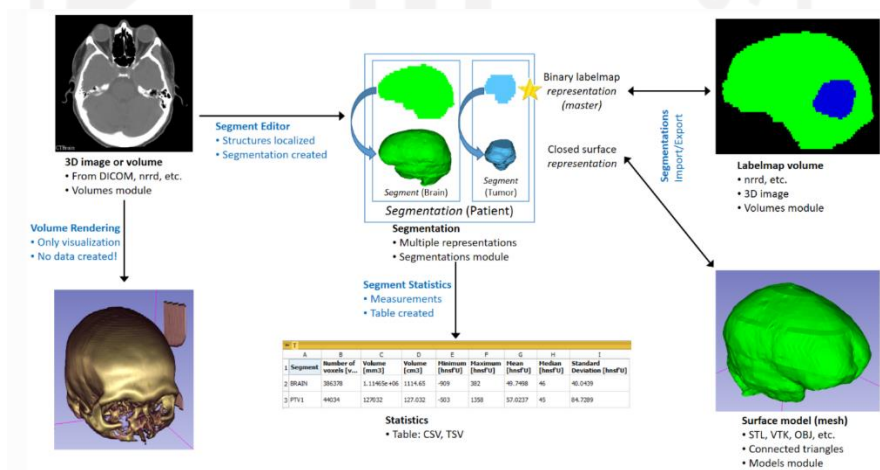 CTBrain
3D image or volume
• From DICOM, nrrd, etc.
• Volumes module
Segment Editor
• Structures localized
• Segmentation created
Segment (Brain)
Segment
(Tumor)
Segmentation (Patient)
Binary labelmap
representation
(master)
Closed surface
representation
Segmentations
Import/Export
Labelmap volume
• nrrd, etc.
• 3D image
• Volumes module
Segmentation
• Multiple representations
• Segmentations module
Volume Rendering
• Only visualization
• No data created!
Segment Statistics
• Measurements
• Table created
A B C D E F G H I
1 Segment Number of voxels [v... Volume [mm3] Volume [cm3] Minimum [hnsfU] Maximum [hnsfU] Mean [hnsfU] Median [hnsfU] Standard Deviation [hnsfU]
2 BRAIN 386378 1.11465e+06 1114.65 -909 382 49.7498 46 40.0439
3 PTV1 44034 127032 127.032 -503 1358 57.0237 45 84.7289
Statistics
• Table: CSV, TSV
Surface model (mesh)
• STL, VTK, OBJ, etc.
• Connected triangles
• Models module